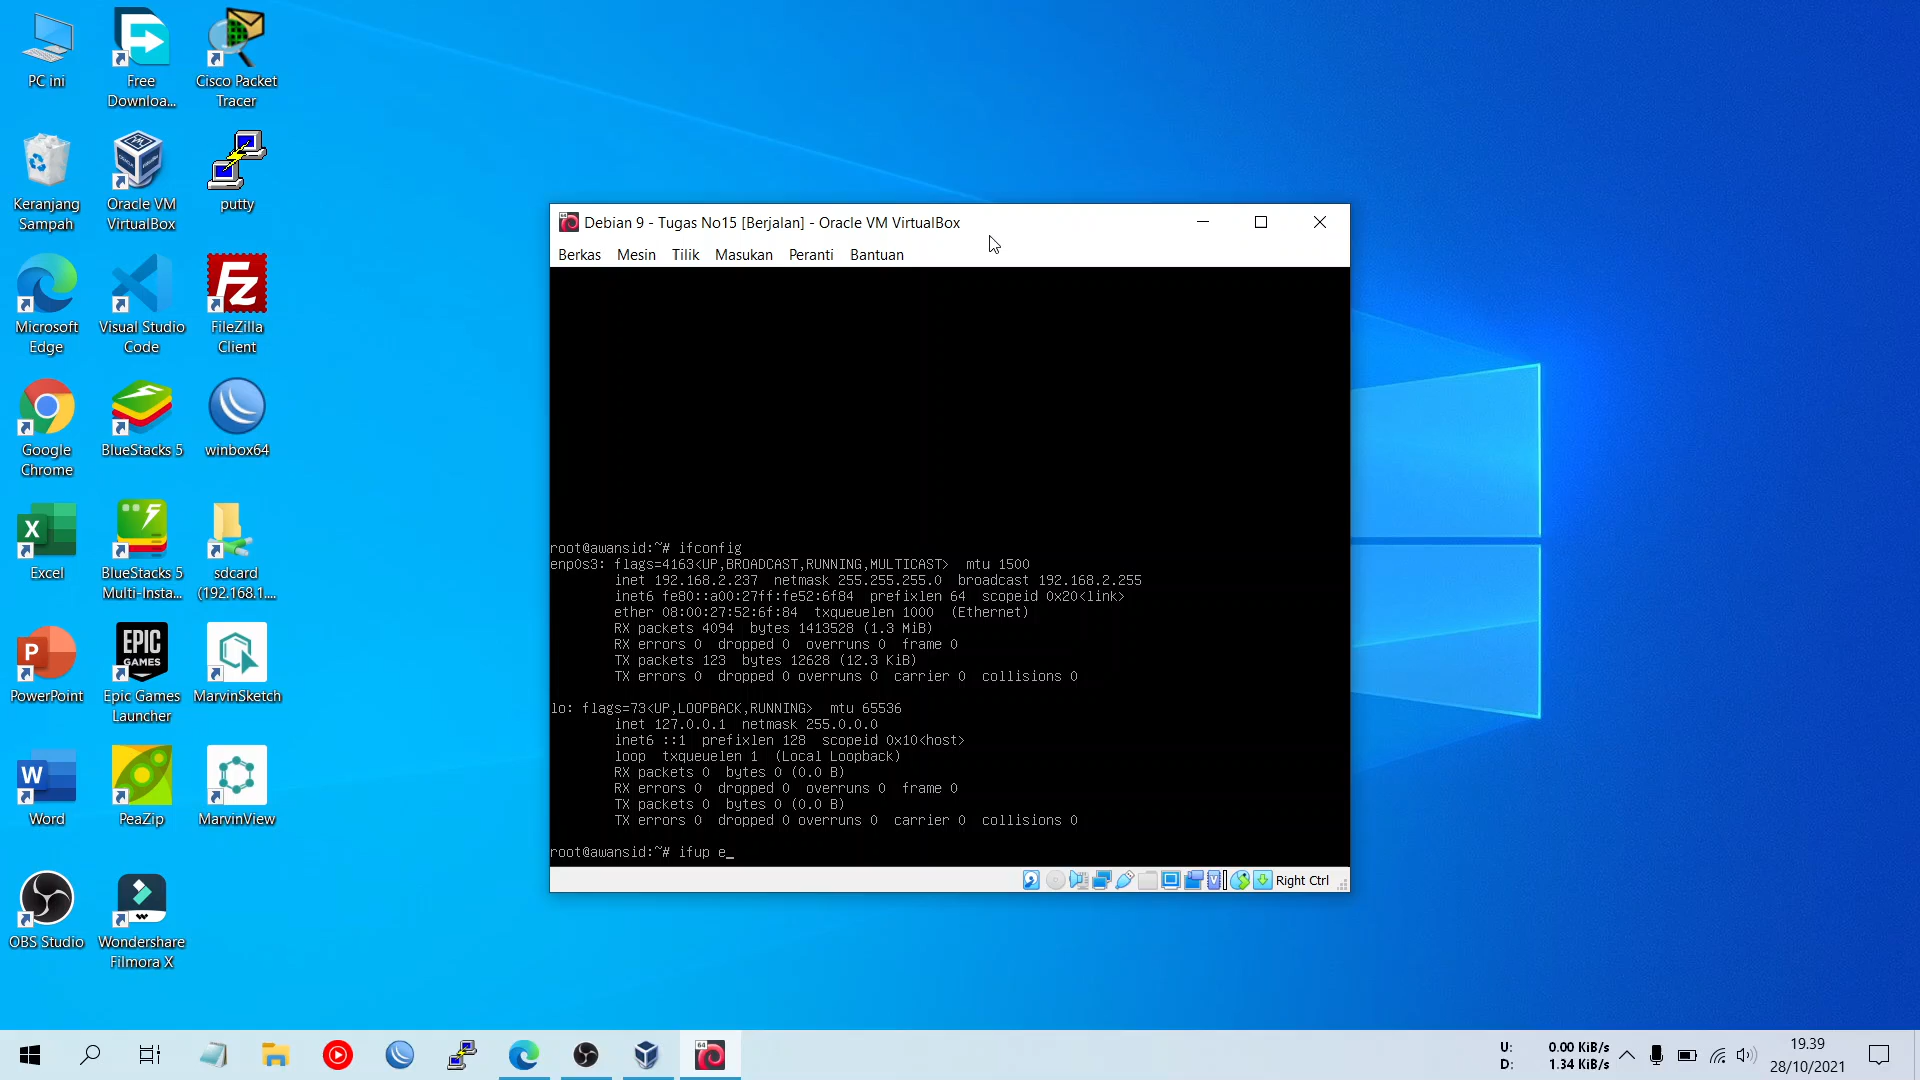 PC ini
Free Downloa...
Cisco Packet Tracer
Keranjang Sampah
Oracle VM VirtualBox
putty
Microsoft Edge
Visual Studio Code
FileZilla Client
Google Chrome
BlueStacks 5
winbox64
Excel
BlueStacks 5 Multi-Insta...
sdcard (192.168.1....
PowerPoint
EPIC GAMES
Epic Games Launcher
MarvinSketch
Word
PeaZip
MarvinView
OBS Studio
Wondershare Filmora X
Debian 9 - Tugas No15 [Berjalan] - Oracle VM VirtualBox
Berkas Mesin Tilik Masukan Peranti Bantuan
root@awansid:~# ifconfig
enp0s3: flags=4163<UP,BROADCAST,RUNNING,MULTICAST>  mtu 1500
inet 192.168.2.237  netmask 255.255.255.0  broadcast 192.168.2.255
inet6 fe80::a00:27ff:fe52:6f84  prefixlen 64  scopeid 0x20<link>
ether 08:00:27:52:6f:84  txqueuelen 1000  (Ethernet)
RX packets 4094  bytes 1413528 (1.3 MiB)
RX errors 0  dropped 0  overruns 0  frame 0
TX packets 123  bytes 12628 (12.3 KiB)
TX errors 0  dropped 0 overruns 0  carrier 0  collisions 0
lo: flags=73<UP,LOOPBACK,RUNNING>  mtu 65536
inet 127.0.0.1  netmask 255.0.0.0
inet6 ::1  prefixlen 128  scopeid 0x10<host>
loop  txqueuelen 1  (Local Loopback)
RX packets 0  bytes 0 (0.0 B)
RX errors 0  dropped 0  overruns 0  frame 0
TX packets 0  bytes 0 (0.0 B)
TX errors 0  dropped 0 overruns 0  carrier 0  collisions 0
root@awansid:~# ifup e_
Right Ctrl
U: 0.00 KiB/s
D: 1.34 KiB/s
19.39
28/10/2021